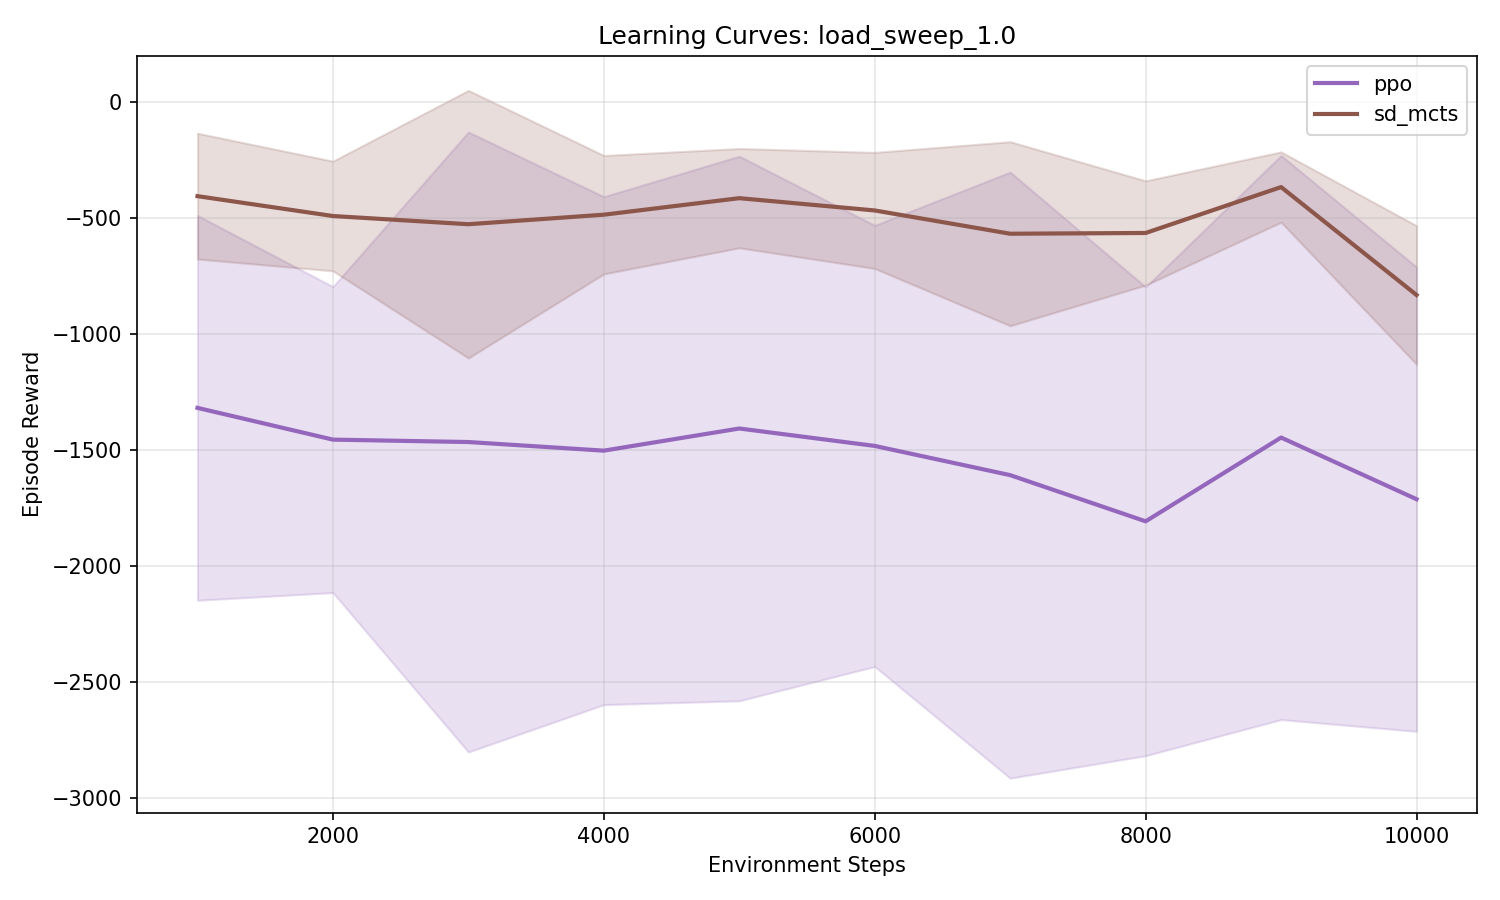 Learning Curves: load_sweep_1.0
ppo
sd_mcts
0
−500
−1000
−1500
−2000
−2500
−3000
Episode Reward
2000
4000
6000
8000
10000
Environment Steps